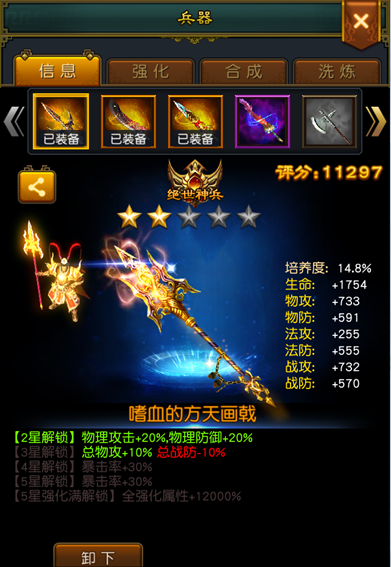 兵器
信息 强化 合成 洗炼
已装备 已装备 已装备
评分:11297
绝世神兵
培养度: 14.8%
生命: +1754
物攻: +733
物防: +591
法攻: +255
法防: +555
战攻: +732
战防: +570
嗜血的方天画戟
【2星解锁】物理攻击+20%,物理防御+20%
【3星解锁】总物攻+10% 总战防-10%
【4星解锁】暴击率+30%
【5星解锁】暴击率+30%
【5星强化满解锁】全强化属性+12000%
卸下